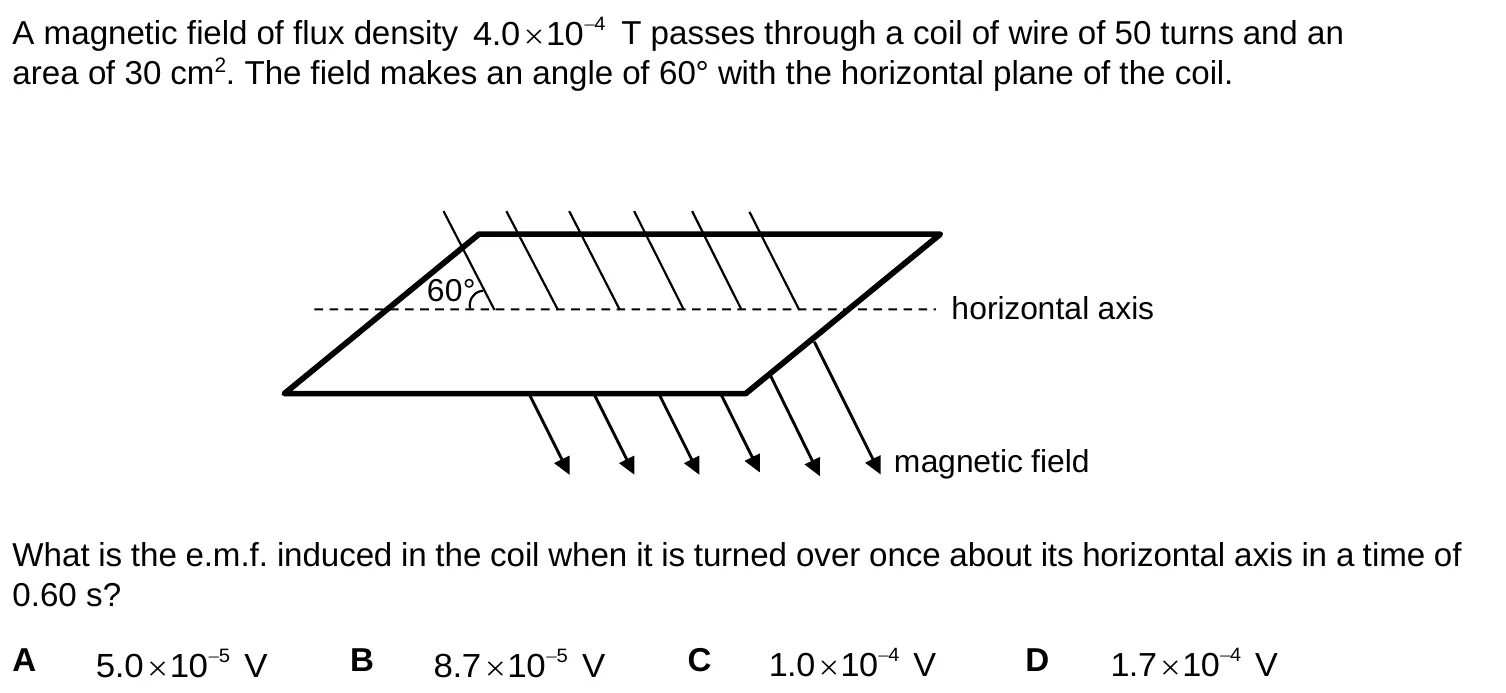 A magnetic field of flux density 4.0×10⁻⁴ T passes through a coil of wire of 50 turns and an
area of 30 cm². The field makes an angle of 60° with the horizontal plane of the coil.
60°
horizontal axis
magnetic field
What is the e.m.f. induced in the coil when it is turned over once about its horizontal axis in a time of
0.60 s?
A 5.0×10⁻⁵ V B 8.7×10⁻⁵ V C 1.0×10⁻⁴ V D 1.7×10⁻⁴ V